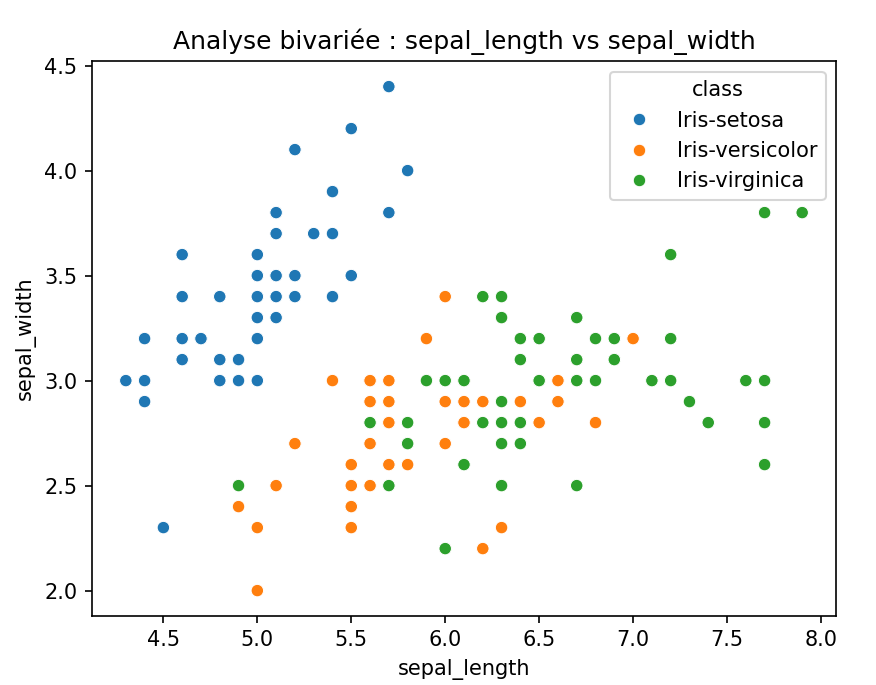 Analyse bivariée : sepal_length vs sepal_width
4.5
4.0
3.5
3.0
2.5
2.0
sepal_width
class
Iris-setosa
Iris-versicolor
Iris-virginica
4.5 5.0 5.5 6.0 6.5 7.0 7.5 8.0
sepal_length